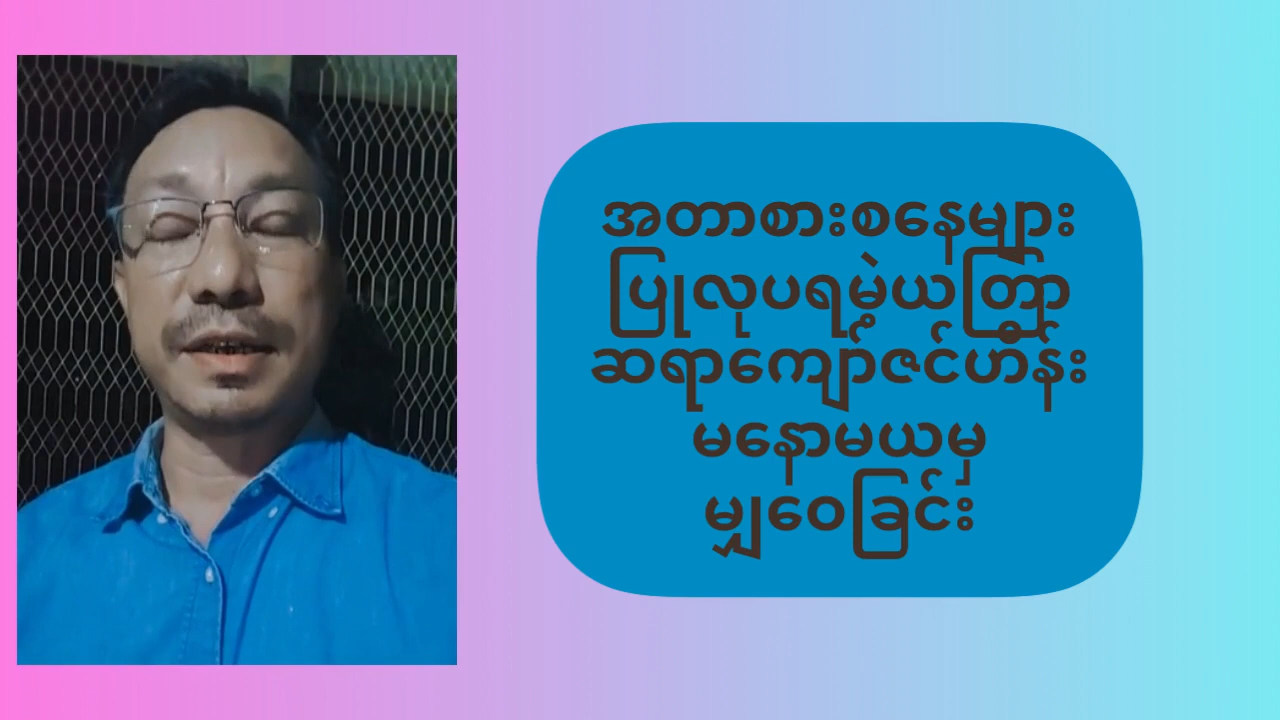 အတာစားစနေများ
ပြုလုပရမဲ့ယတြာ
ဆရာကျော်ဇင်ဟိန်း
မနောမယမှ
မျှဝေခြင်း